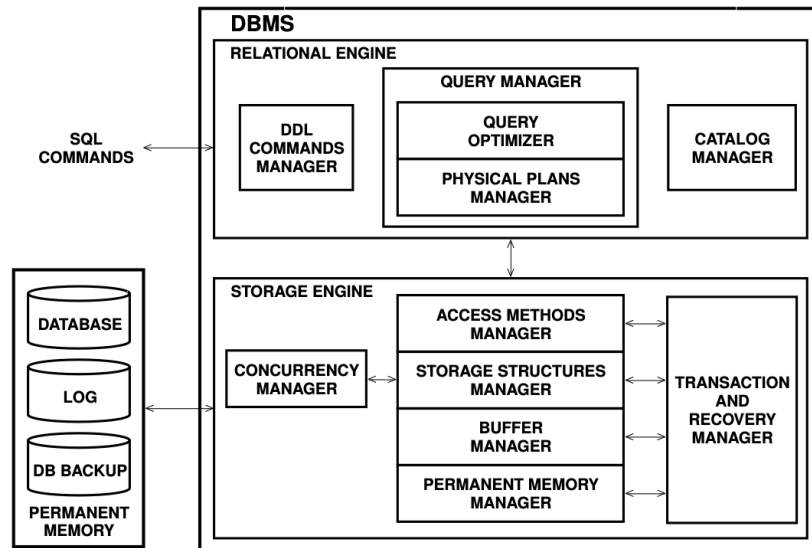 DBMS
RELATIONAL ENGINE
QUERY MANAGER
DDL
COMMANDS
MANAGER
QUERY
OPTIMIZER
PHYSICAL PLANS
MANAGER
CATALOG
MANAGER
SQL
COMMANDS
STORAGE ENGINE
ACCESS METHODS
MANAGER
CONCURRENCY
MANAGER
STORAGE STRUCTURES
MANAGER
BUFFER
MANAGER
PERMANENT MEMORY
MANAGER
TRANSACTION
AND
RECOVERY
MANAGER
DATABASE
LOG
DB BACKUP
PERMANENT
MEMORY